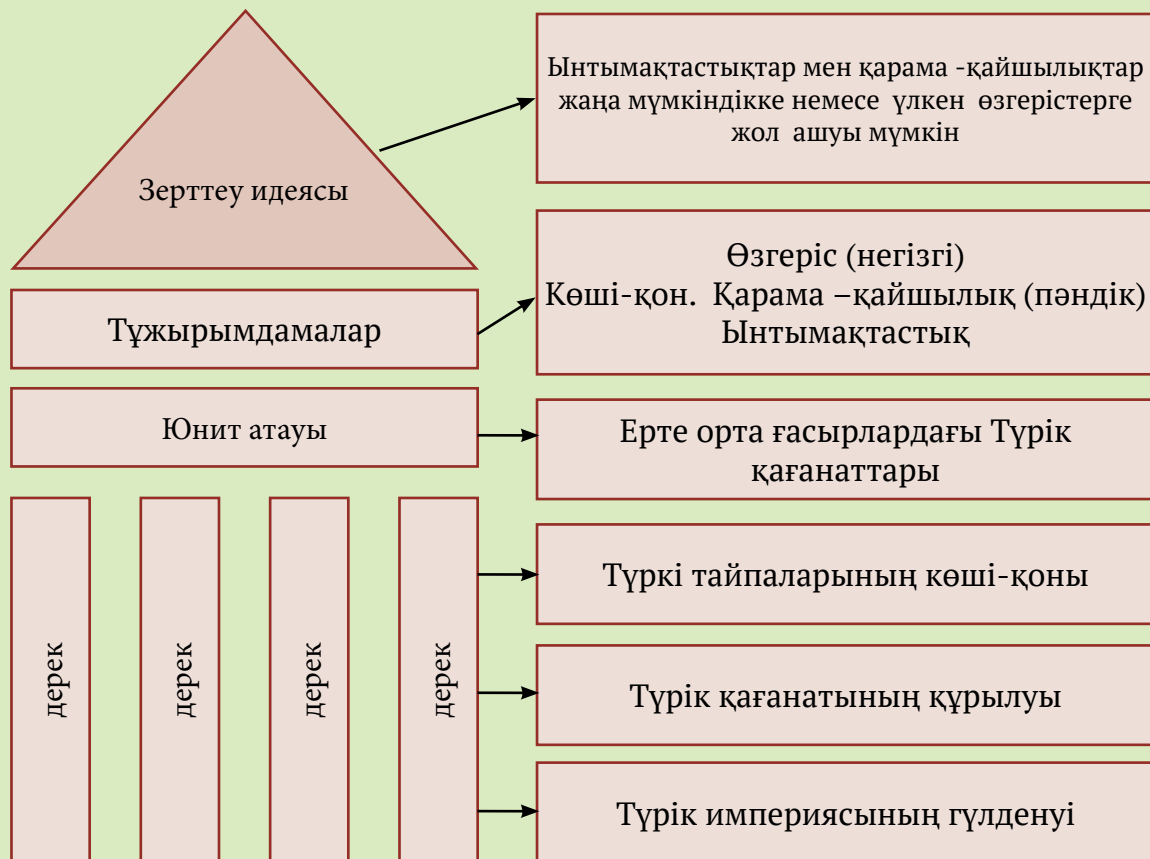 Зерттеу идеясы
Ынтымақтастықтар мен қарама -қайшылықтар
жаңа мүмкіндікке немесе үлкен өзгерістерге
жол ашуы мүмкін
Тұжырымдамалар
Өзгеріс (негізгі)
Көші-қон. Қарама –қайшылық (пәндік)
Ынтымақтастық
Юнит атауы
Ерте орта ғасырлардағы Түрік
қағанаттары
дерек
дерек
дерек
дерек
Түркі тайпаларының көші-қоны
Түрік қағанатының құрылуы
Түрік империясының гүлденуі